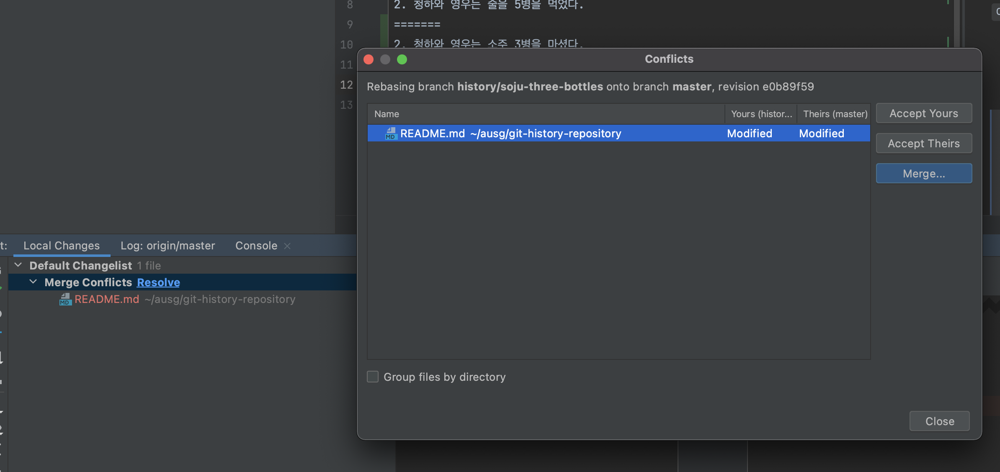 8 2. 청하와 영우는 술을 5병을 먹었다.
9 =======
10 2. 청하와 영우는 소주 3병을 마셨다.
11
12
13
Conflicts
Rebasing branch history/soju-three-bottles onto branch master, revision e0b89f59
Name Yours (histor... Theirs (master)
MD README.md ~/ausg/git-history-repository Modified Modified
Accept Yours
Accept Theirs
Merge...
Group files by directory
Close
t: Local Changes Log: origin/master Console
Default Changelist 1 file
Merge Conflicts Resolve
MD README.md ~/ausg/git-history-repository